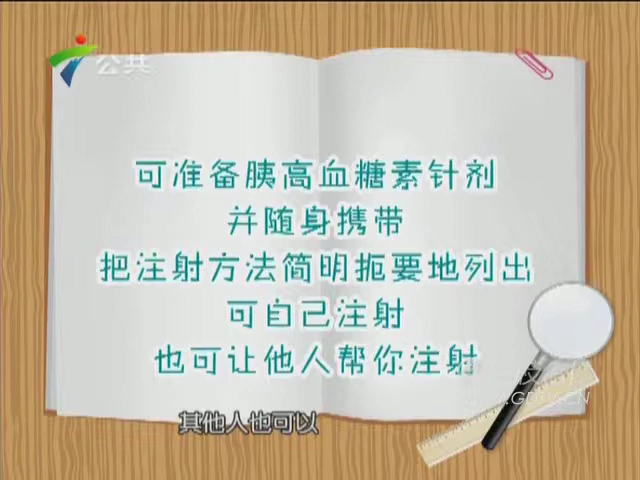 公共
可准备胰高血糖素针剂
并随身携带
把注射方法简明扼要地列出
可自己注射
也可让他人帮你注射
其他人也可以